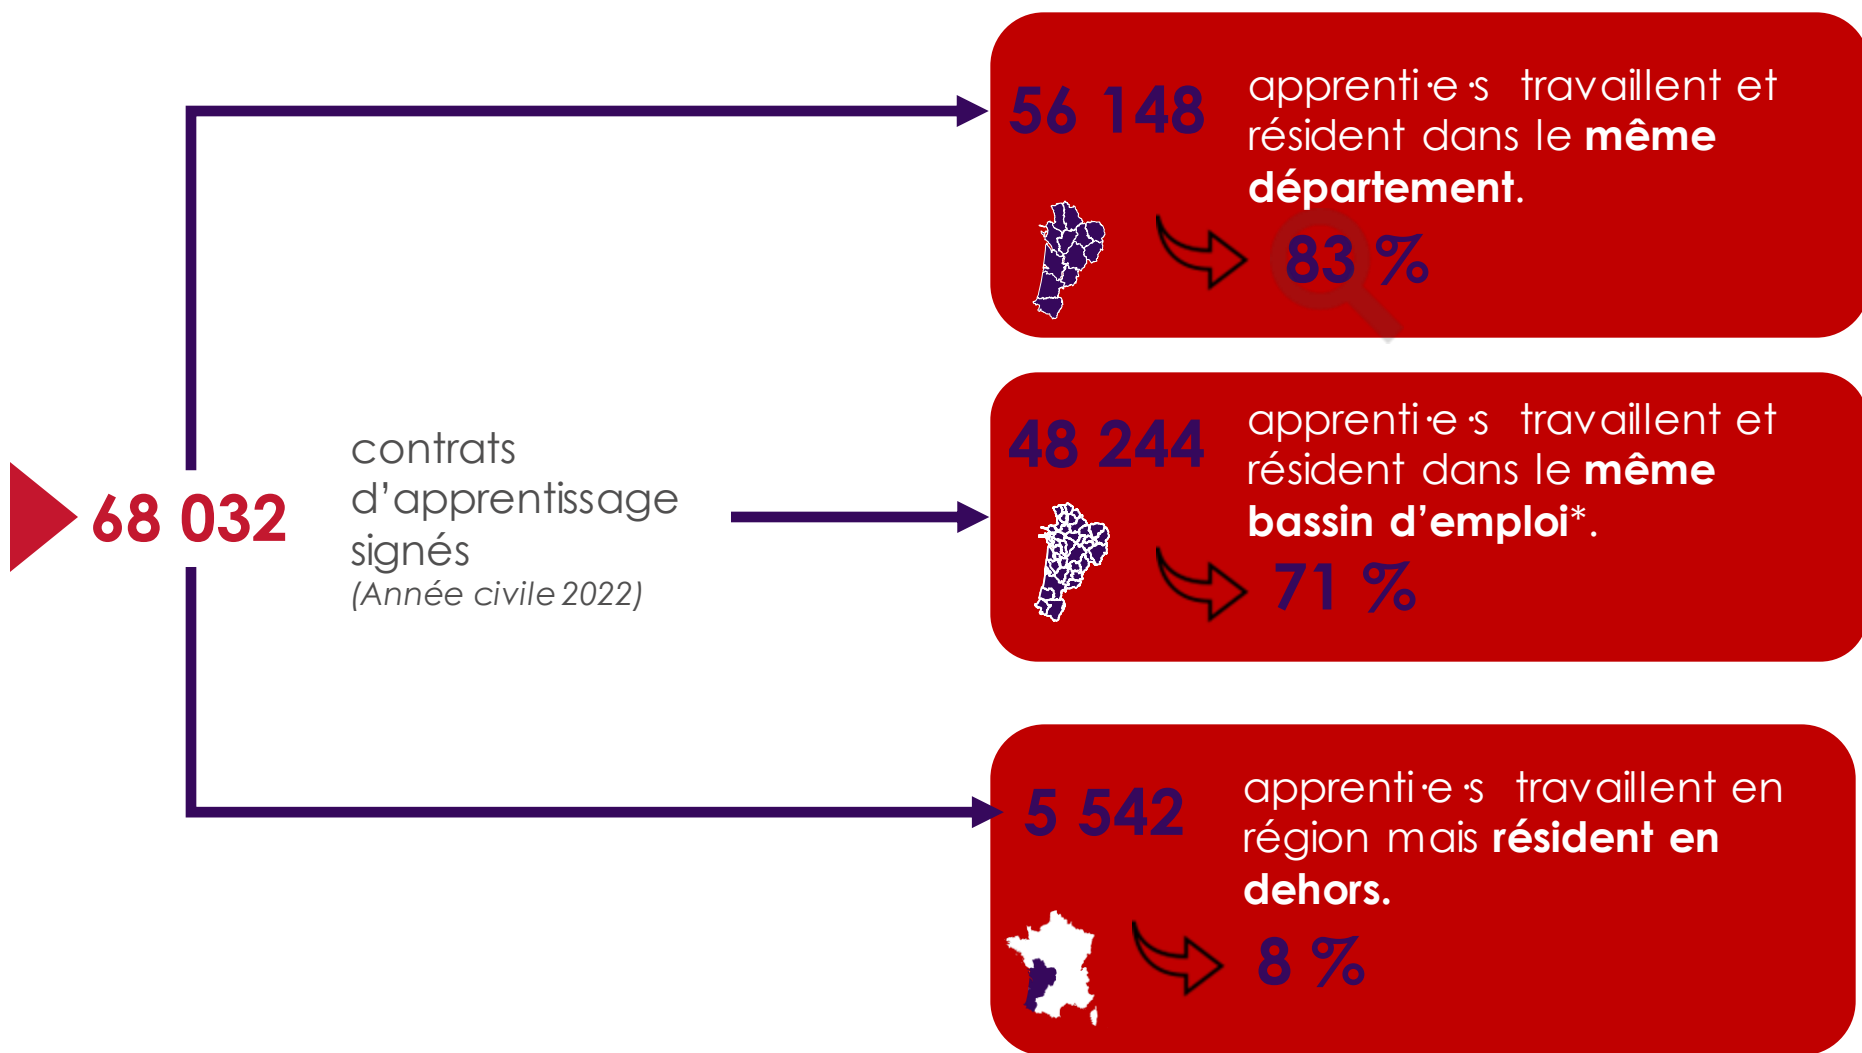 68 032
contrats
d’apprentissage
signés
(Année civile 2022)
56 148
apprenti·e·s travaillent et
résident dans le même
département.
83 %
48 244
apprenti·e·s travaillent et
résident dans le même
bassin d’emploi*.
71 %
5 542
apprenti·e·s travaillent en
région mais résident en
dehors.
8 %